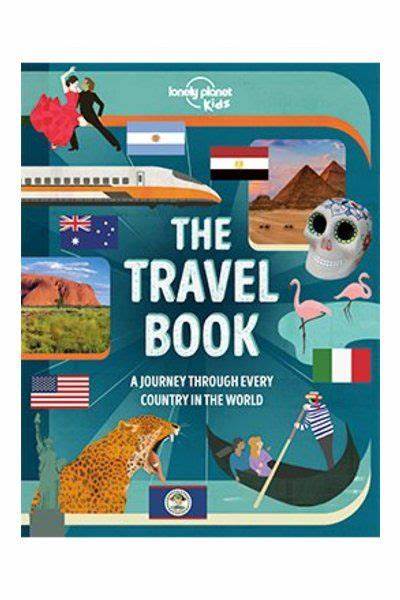 lonely planet
Kids
THE
TRAVEL
BOOK
A JOURNEY THROUGH EVERY
COUNTRY IN THE WORLD